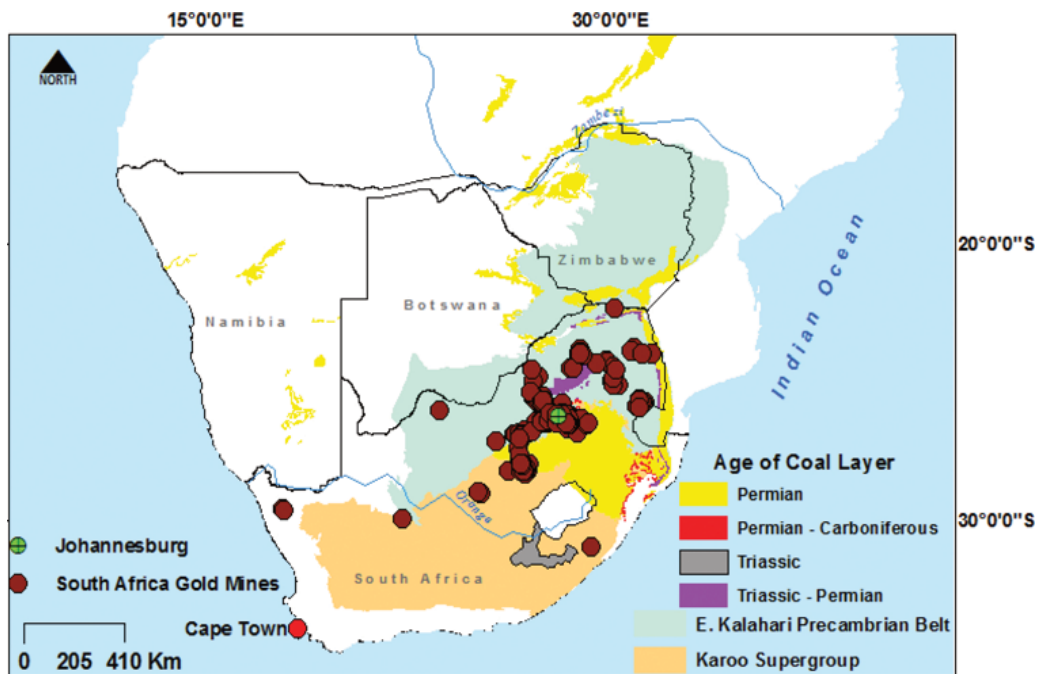 15°0'0"E
30°0'0"E
NORTH
Zambezi
20°0'0"S
Zimbabwe
Botswana
Namibia
Indian Ocean
Age of Coal Layer
Permian
Orange
30°0'0"S
Permian - Carboniferous
Johannesburg
Triassic
South Africa Gold Mines
South Africa
Triassic - Permian
Cape Town
E. Kalahari Precambrian Belt
0 205 410 Km
Karoo Supergroup